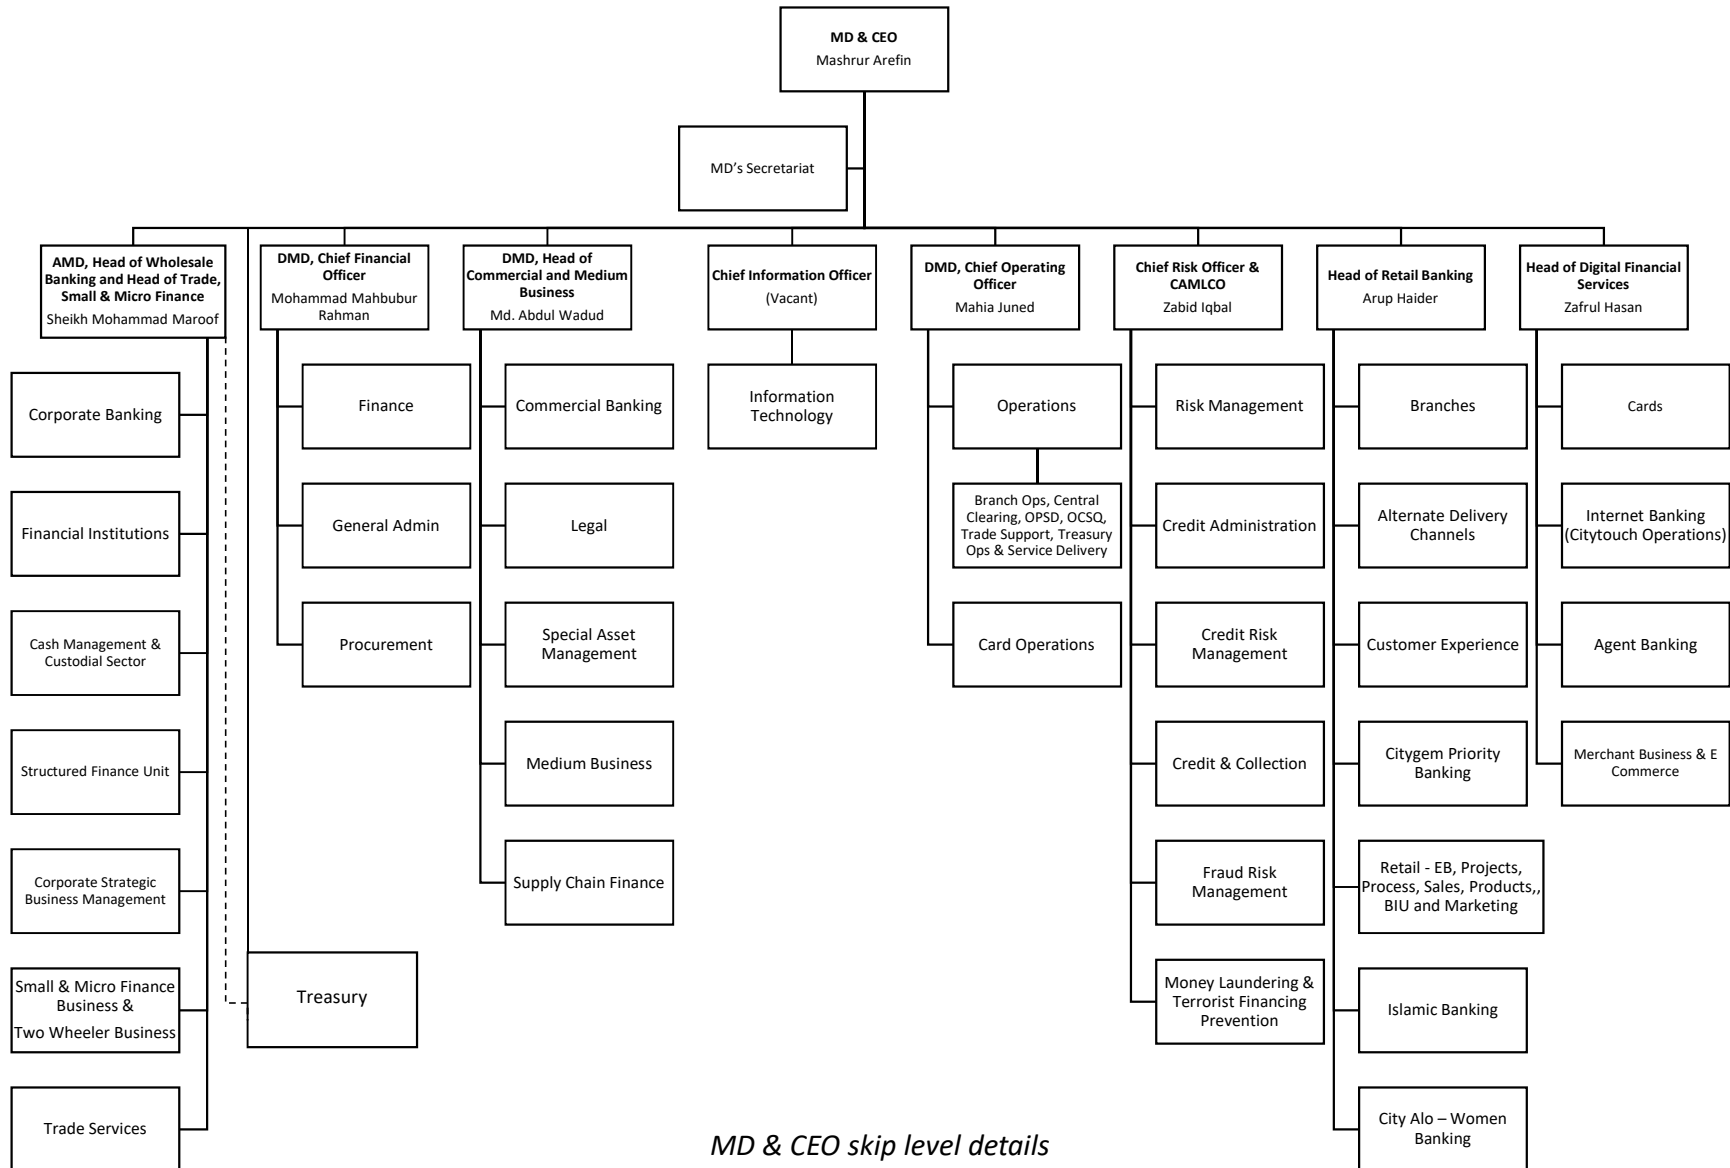 MD & CEO
Mashrur Arefin
MD's Secretariat
AMD, Head of Wholesale
Banking and Head of Trade,
Small & Micro Finance
Sheikh Mohammad Maroof
DMD, Chief Financial
Officer
Mohammad Mahbubur
Rahman
DMD, Head of
Commercial and Medium
Business
Md. Abdul Wadud
Chief Information Officer
(Vacant)
DMD, Chief Operating
Officer
Mahia Juned
Chief Risk Officer &
CAMLCO
Zabid Iqbal
Head of Retail Banking
Arup Haider
Head of Digital Financial
Services
Zafrul Hasan
Corporate Banking
Financial Institutions
Cash Management &
Custodial Sector
Structured Finance Unit
Corporate Strategic
Business Management
Small & Micro Finance
Business &
Two Wheeler Business
Trade Services
Treasury
Finance
General Admin
Procurement
Commercial Banking
Legal
Special Asset
Management
Medium Business
Supply Chain Finance
Information
Technology
Operations
Branch Ops, Central
Clearing, OPSD, OCSQ,
Trade Support, Treasury
Ops & Service Delivery
Card Operations
Risk Management
Credit Administration
Credit Risk
Management
Credit & Collection
Fraud Risk
Management
Money Laundering &
Terrorist Financing
Prevention
Branches
Alternate Delivery
Channels
Customer Experience
Citygem Priority
Banking
Retail - EB, Projects,
Process, Sales, Products,,
BIU and Marketing
Islamic Banking
City Alo – Women
Banking
Cards
Internet Banking
(Citytouch Operations)
Agent Banking
Merchant Business & E
Commerce
MD & CEO skip level details